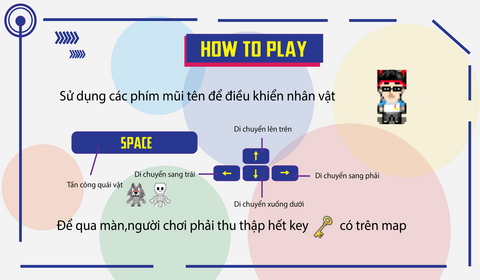 HOW TO PLAY
Sử dụng các phím mũi tên để điều khiển nhân vật
Di chuyển lên trên
SPACE
Tấn công quái vật
Di chuyển sang trái
Di chuyển sang phải
Di chuyển xuống dưới
Để qua màn,người chơi phải thu thập hết key có trên map